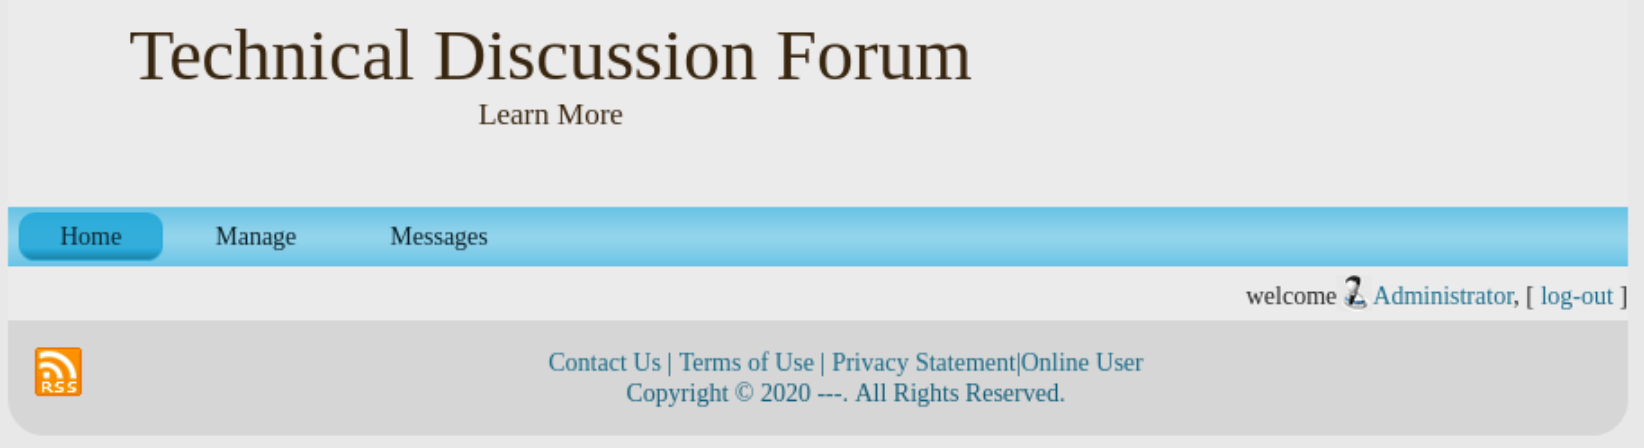 Technical Discussion Forum
Learn More
Home Manage Messages
welcome Administrator, [ log-out ]
RSS
Contact Us | Terms of Use | Privacy Statement|Online User
Copyright © 2020 ---. All Rights Reserved.